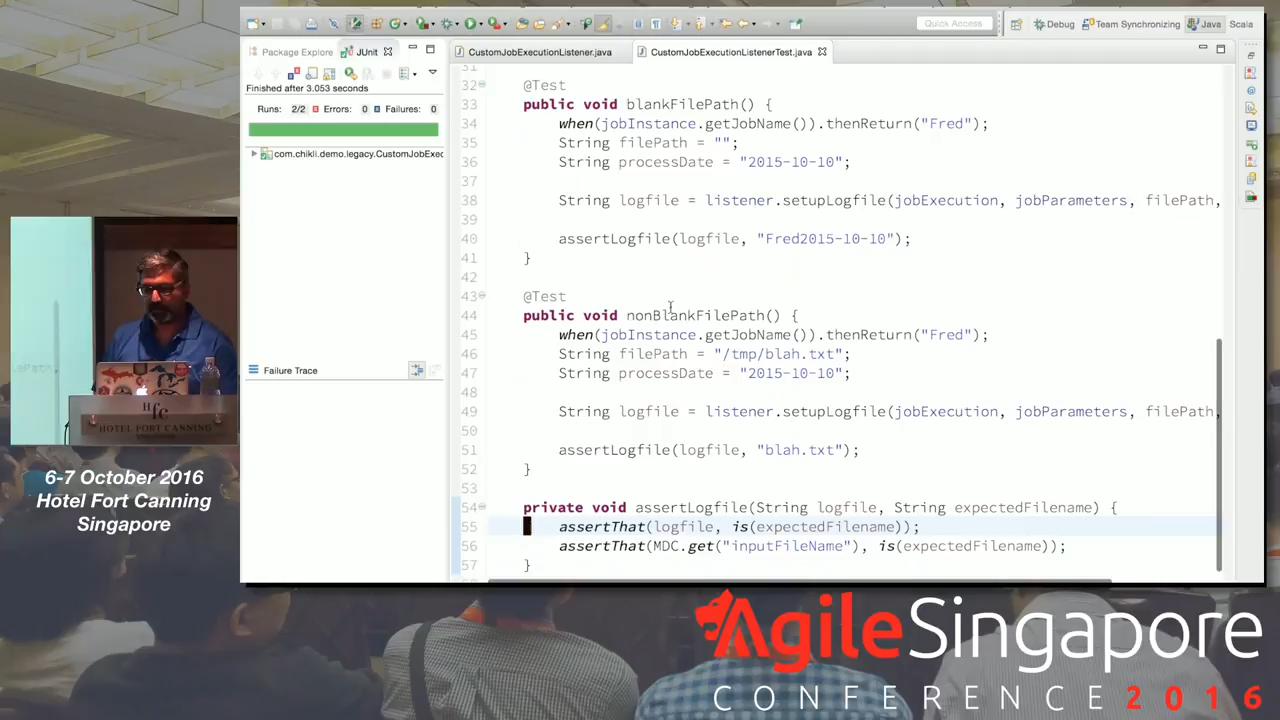 Quick Access
Debug
Team Synchronizing
Java
Scala
Package Explore
JUnit
CustomJobExecutionListener.java
CustomJobExecutionListenerTest.java
Finished after 3.053 seconds
Runs: 2/2
Errors: 0
Failures: 0
com.chikli.demo.legacy.CustomJobExec
Failure Trace
31
32 @Test
33 public void blankFilePath() {
34 when(jobInstance.getJobName()).thenReturn("Fred");
35 String filePath = "";
36 String processDate = "2015-10-10";
37
38 String logfile = listener.setupLogfile(jobExecution, jobParameters, filePath,
39
40 assertLogfile(logfile, "Fred2015-10-10");
41 }
42
43 @Test
44 public void nonBlankFilePath() {
45 when(jobInstance.getJobName()).thenReturn("Fred");
46 String filePath = "/tmp/blah.txt";
47 String processDate = "2015-10-10";
48
49 String logfile = listener.setupLogfile(jobExecution, jobParameters, filePath,
50
51 assertLogfile(logfile, "blah.txt");
52 }
53
54 private void assertLogfile(String logfile, String expectedFilename) {
55 assertThat(logfile, is(expectedFilename));
56 assertThat(MDC.get("inputFileName"), is(expectedFilename));
57 }
Hfc
HOTEL FORT CANNING
6-7 October 2016
Hotel Fort Canning
Singapore
AgileSingapore
CONFERENCE 2016